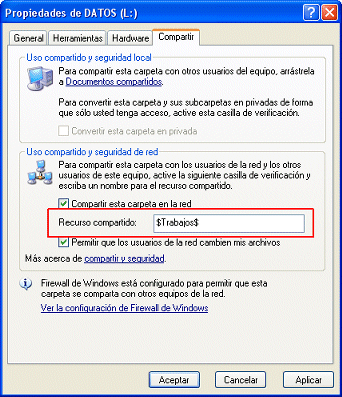 Propiedades de DATOS (L:)
General Herramientas Hardware Compartir
Uso compartido y seguridad local
Para compartir esta carpeta con otros usuarios del equipo, arrástrela
a Documentos compartidos.
Para convertir esta carpeta y sus subcarpetas en privadas de forma
que sólo usted tenga acceso, active esta casilla de verificación.
Convertir esta carpeta en privada
Uso compartido y seguridad de red
Para compartir esta carpeta con los usuarios de la red y los otros
usuarios de este equipo, active la siguiente casilla de verificación y
escriba un nombre para el recurso compartido.
Compartir esta carpeta en la red
Recurso compartido: $Trabajos$
Permitir que los usuarios de la red cambien mis archivos
Más acerca de compartir y seguridad.
Firewall de Windows está configurado para permitir que esta
carpeta se comparta con otros equipos de la red.
Ver la configuración de Firewall de Windows
Aceptar Cancelar Aplicar